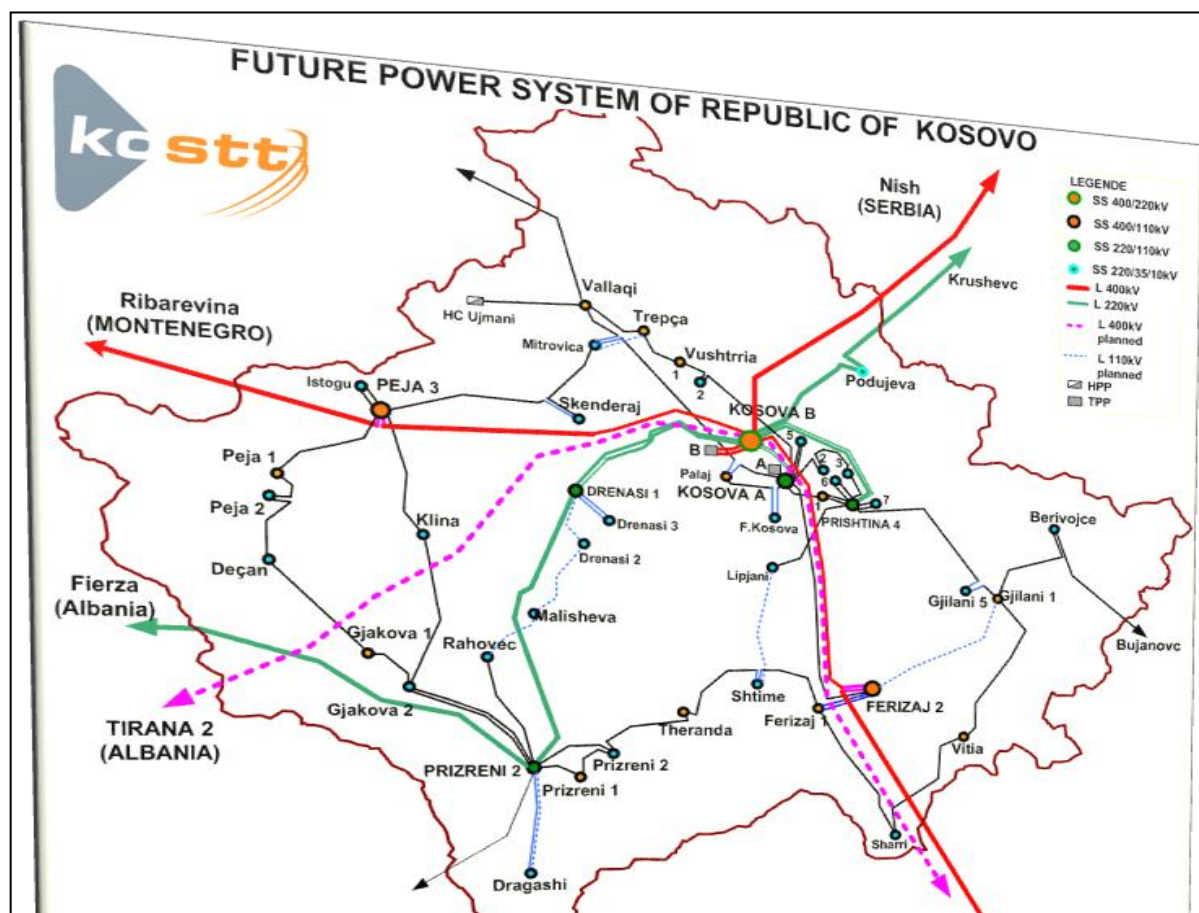 FUTURE POWER SYSTEM OF REPUBLIC OF KOSOVO
kostt
Nish
(SERBIA)
LEGENDE
SS 400/220kV
SS 400/110kV
SS 220/110kV
SS 220/35/10kV
L 400kV
L 220kV
L 400kV
planned
L 110kV
planned
HPP
TPP
Krushevc
Ribarevina
(MONTENEGRO)
HC Ujmani
Vallaqi
Trepça
Mitrovica
Vushtrria
1
2
Podujeva
Istogu
PEJA 3
Skenderaj
KOSOVA B
B
5
A
2
3
6
Palaj
KOSOVA A
1
7
PRISHTINA 4
Peja 1
Peja 2
DRENASI 1
Drenasi 3
F.Kosova
Berivojce
Klina
Drenasi 2
Deçan
Lipjani
Fierza
(Albania)
Gjilani 5
Gjilani 1
Malisheva
Bujanovc
Gjakova 1
Rahovec
Gjakova 2
Shtime
FERIZAJ 2
Ferizaj 1
Theranda
TIRANA 2
(ALBANIA)
Vitia
PRIZRENI 2
Prizreni 2
Prizreni 1
Sharri
Dragashi